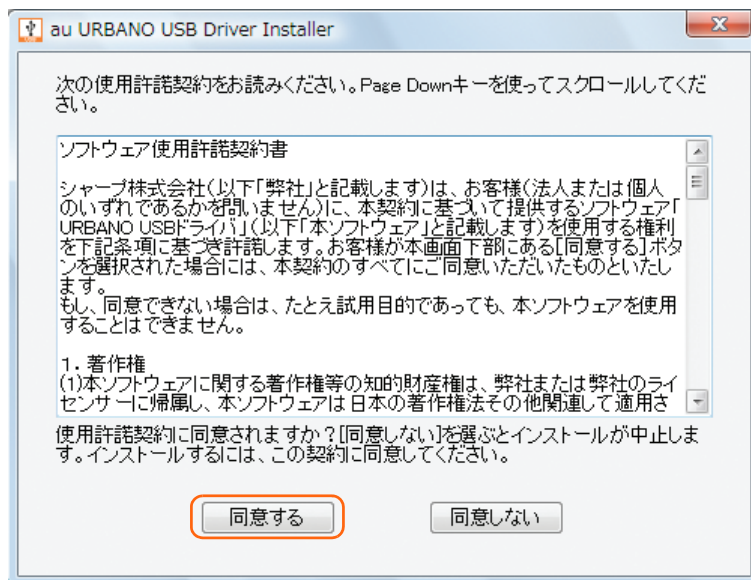 au URBANO USB Driver Installer
次の使用許諾契約をお読みください。Page Downキーを使ってスクロールしてくだ
さい。
ソフトウェア使用許諾契約書
シャープ株式会社(以下「弊社」と記載します)は、お客様(法人または個人
のいずれであるかを問いません)に、本契約に基づいて提供するソフトウェア「
URBANO USBドライバ」(以下「本ソフトウェア」と記載します)を使用する権利
を下記条項に基づき許諾します。お客様が本画面下部にある[同意する]ボタ
ンを選択された場合には、本契約のすべてにご同意いただいたものといたし
ます。
もし、同意できない場合は、たとえ試用目的であっても、本ソフトウェアを使用
することはできません。
1．著作権
(1)本ソフトウェアに関する著作権等の知的財産権は、弊社または弊社のライ
センサーに帰属し、本ソフトウェアは日本の著作権法その他関連して適用さ
使用許諾契約に同意されますか？[同意しない]を選ぶとインストールが中止しま
す。インストールするには、この契約に同意してください。
同意する
同意しない